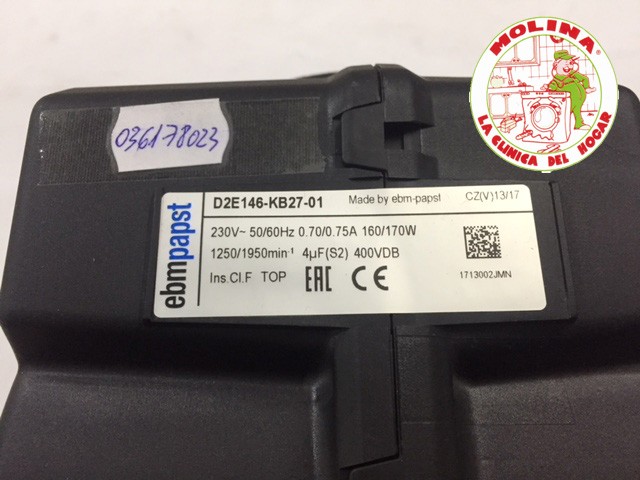 MOLINA
LA CLINICA DEL HOGAR
036178023
ebmpapst
D2E146-KB27-01 Made by ebm-papst CZ(V)13/17
230V~ 50/60Hz 0.70/0.75A 160/170W
1250/1950min⁻¹ 4µF(S2) 400VDB
Ins.Cl.F TOP EAC CE
1713002JMN